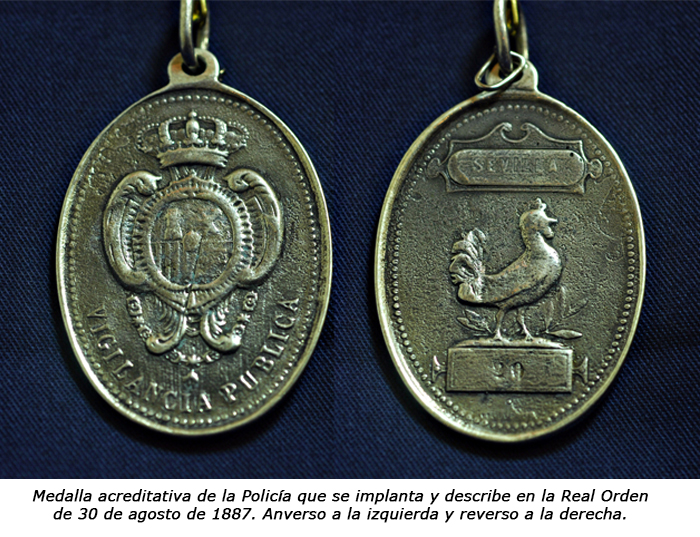 VIGILANCIA PUBLICA
SEVILLA
20
Medalla acreditativa de la Policía que se implanta y describe en la Real Orden
de 30 de agosto de 1887. Anverso a la izquierda y reverso a la derecha.